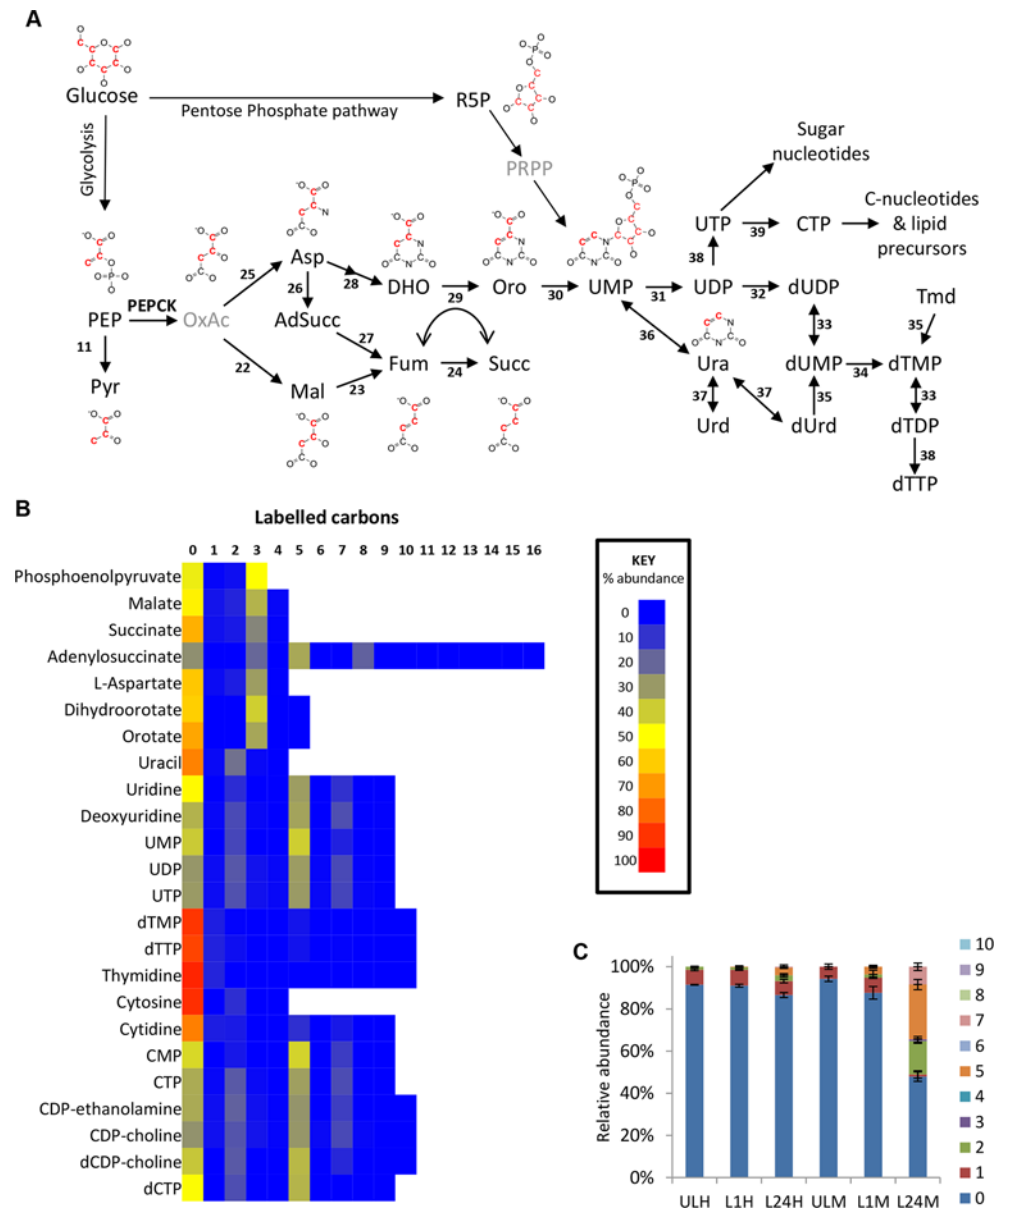 A
Glucose
Pentose Phosphate pathway
R5P
Glycolysis
PRPP
Sugar
nucleotides
C-nucleotides
& lipid
precursors
UTP
39
CTP
38
25
Asp
26
28
DHO
29
Oro
30
UMP
31
UDP
32
dUDP
Tmd
PEP
PEPCK
OxAc
AdSucc
27
36
33
35
11
22
Fum
24
Succ
Ura
dUMP
34
dTMP
Pyr
Mal
23
37
37
35
33
Urd
dUrd
dTDP
38
dTTP
B
Labelled carbons
0 1 2 3 4 5 6 7 8 9 10 11 12 13 14 15 16
Phosphoenolpyruvate
Malate
Succinate
Adenylosuccinate
L-Aspartate
Dihydroorotate
Orotate
Uracil
Uridine
Deoxyuridine
UMP
UDP
UTP
dTMP
dTTP
Thymidine
Cytosine
Cytidine
CMP
CTP
CDP-ethanolamine
CDP-choline
dCDP-choline
dCTP
KEY
% abundance
0
10
20
30
40
50
60
70
80
90
100
C
Relative abundance
100%
80%
60%
40%
20%
0%
ULH L1H L24H ULM L1M L24M
10
9
8
7
6
5
4
3
2
1
0